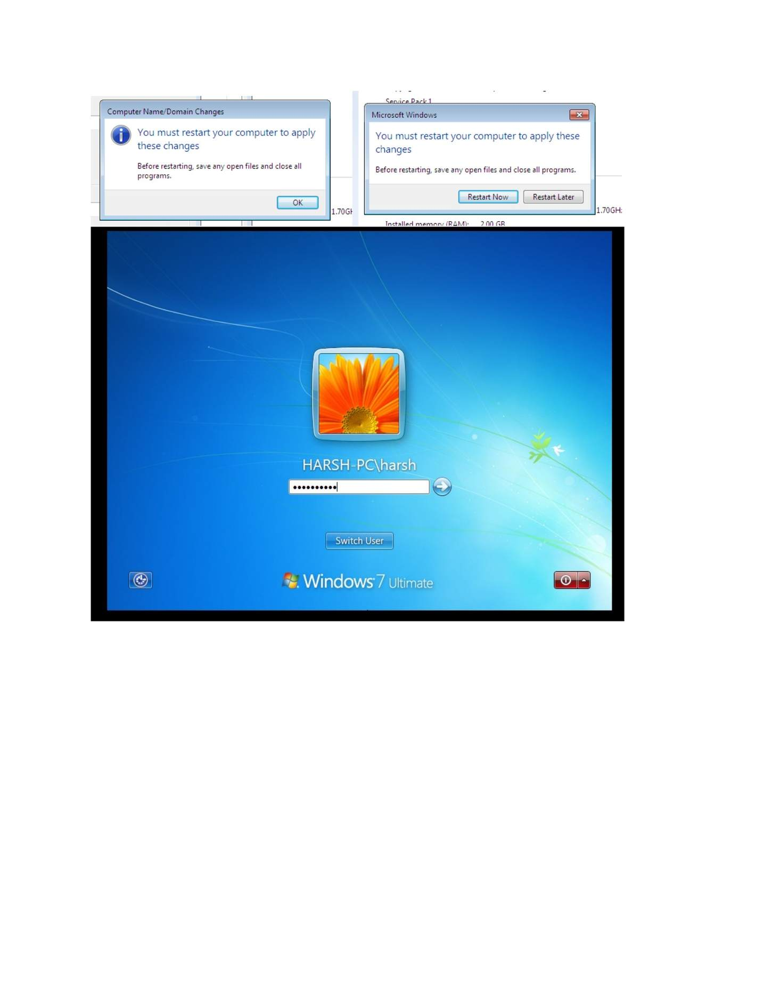 Service Pack 1
Computer Name/Domain Changes
You must restart your computer to apply
these changes
Before restarting, save any open files and close all
programs.
OK
1.70GH
Microsoft Windows
You must restart your computer to apply these
changes
Before restarting, save any open files and close all programs.
Restart Now Restart Later
1.70GHz
Installed memory (RAM): 2.00 GB
HARSH-PC\harsh
Switch User
Windows 7 Ultimate